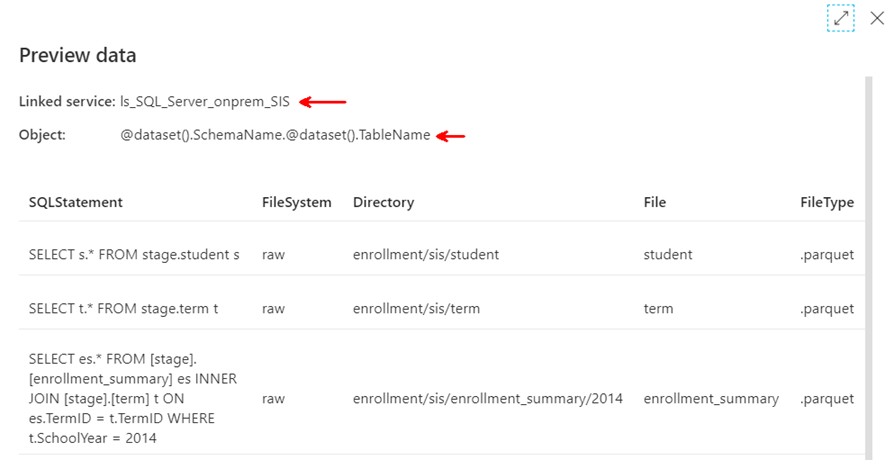 Preview data
Linked service: ls_SQL_Server_onprem_SIS
Object: @dataset().SchemaName.@dataset().TableName
SQLStatement FileSystem Directory File FileType
SELECT s.* FROM stage.student s raw enrollment/sis/student student .parquet
SELECT t.* FROM stage.term t raw enrollment/sis/term term .parquet
SELECT es.* FROM [stage].
[enrollment_summary] es INNER
JOIN [stage].[term] t ON raw enrollment/sis/enrollment_summary/2014 enrollment_summary .parquet
es.TermID = t.TermID WHERE
t.SchoolYear = 2014